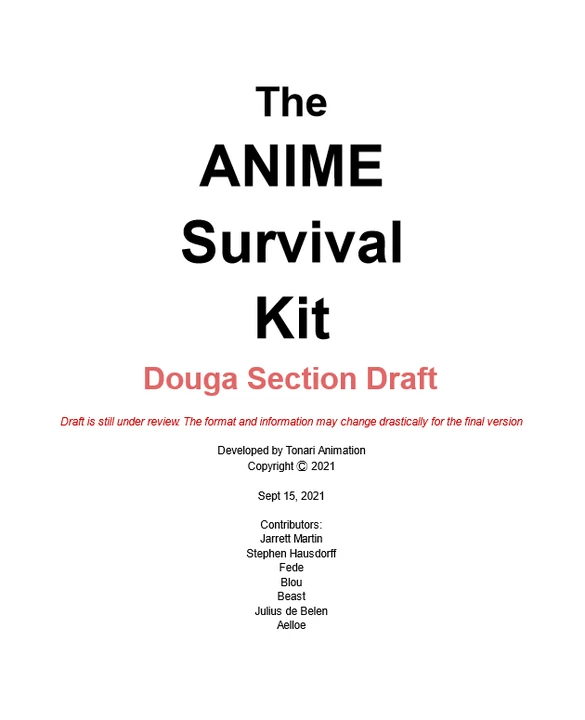 The
ANIME
Survival
Kit
Douga Section Draft
Draft is still under review. The format and information may change drastically for the final version
Developed by Tonari Animation
Copyright © 2021
Sept 15, 2021
Contributors:
Jarrett Martin
Stephen Hausdorff
Fede
Blou
Beast
Julius de Belen
Aelloe